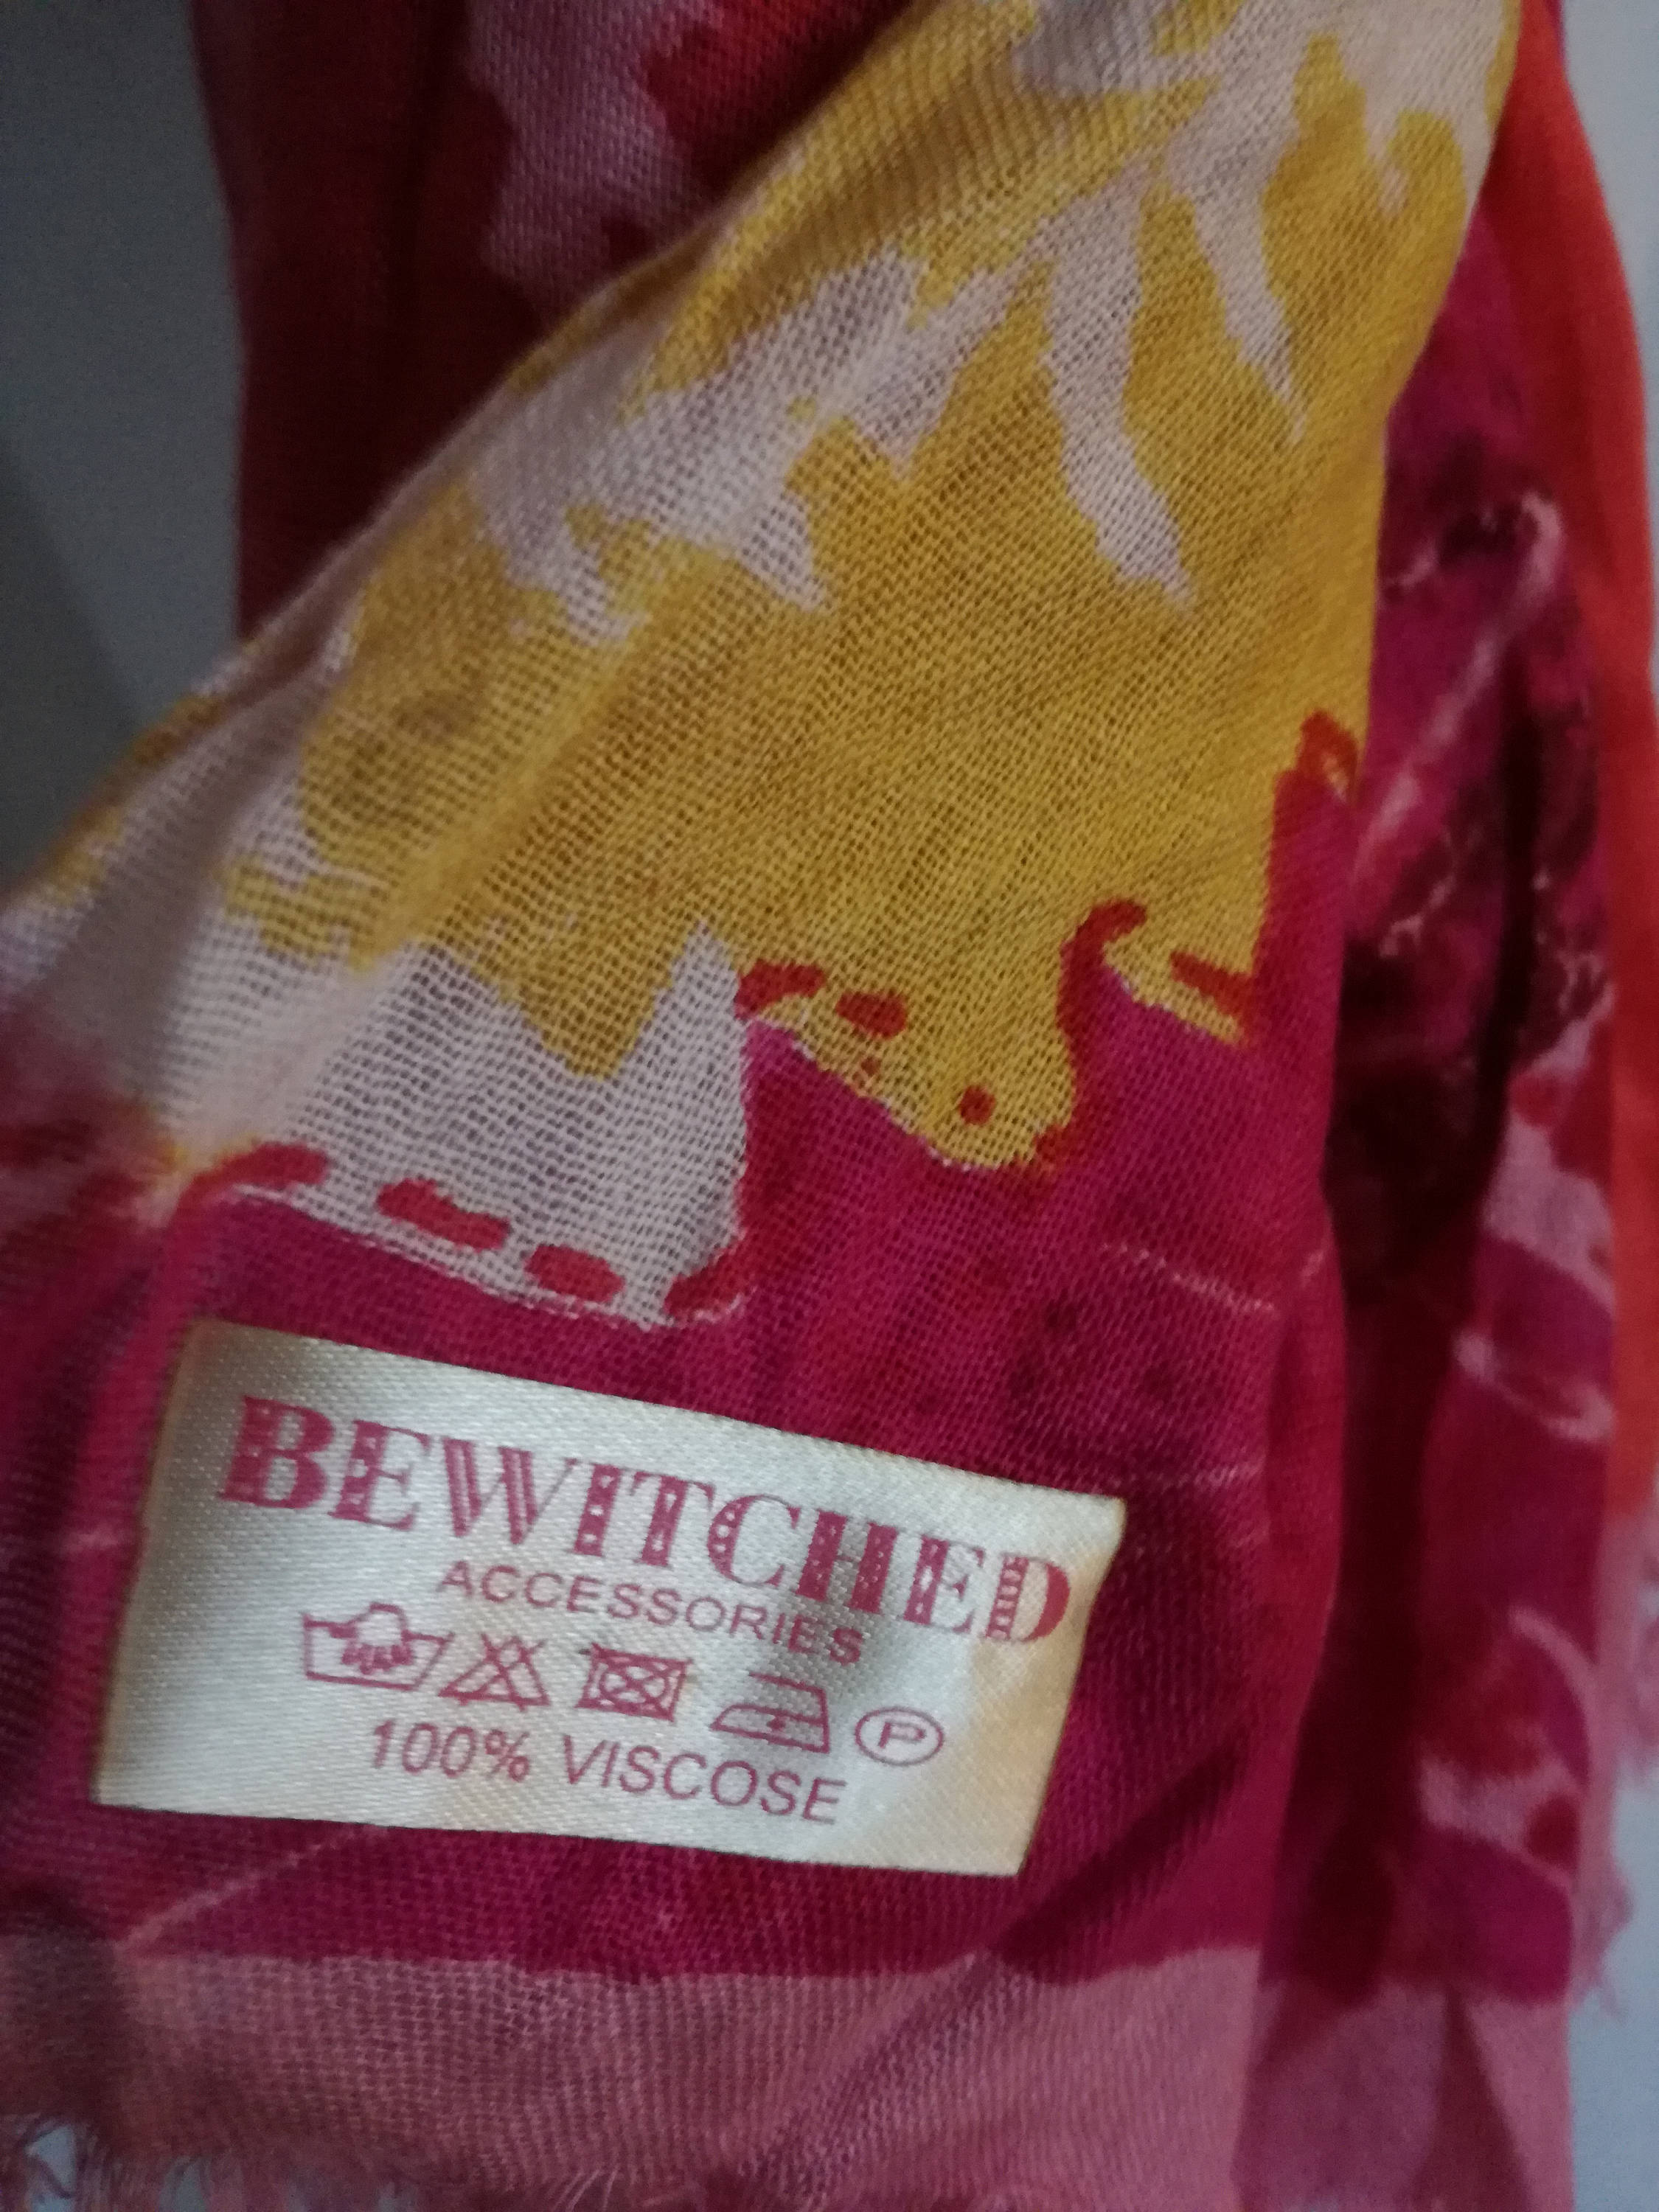 BEWITCHED
ACCESSORIES
P
100% VISCOSE